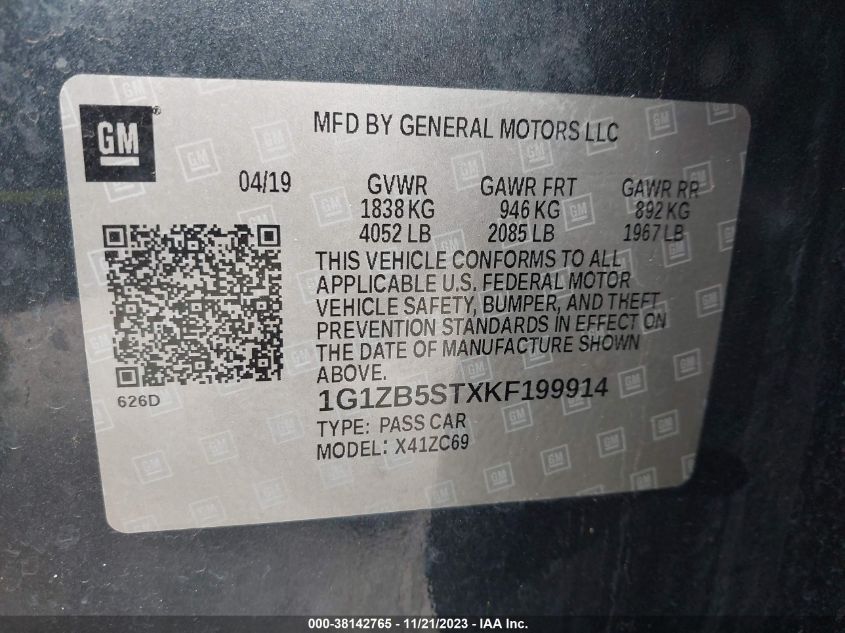 GM
MFD BY GENERAL MOTORS LLC
04/19 GVWR GAWR FRT GAWR RR
1838 KG 946 KG 892 KG
4052 LB 2085 LB 1967 LB
THIS VEHICLE CONFORMS TO ALL
APPLICABLE U.S. FEDERAL MOTOR
VEHICLE SAFETY, BUMPER, AND THEFT
PREVENTION STANDARDS IN EFFECT ON
THE DATE OF MANUFACTURE SHOWN
ABOVE.
626D
1G1ZB5STXKF199914
TYPE: PASS CAR
MODEL: X41ZC69
000-38142765 - 11/21/2023 - IAA Inc.